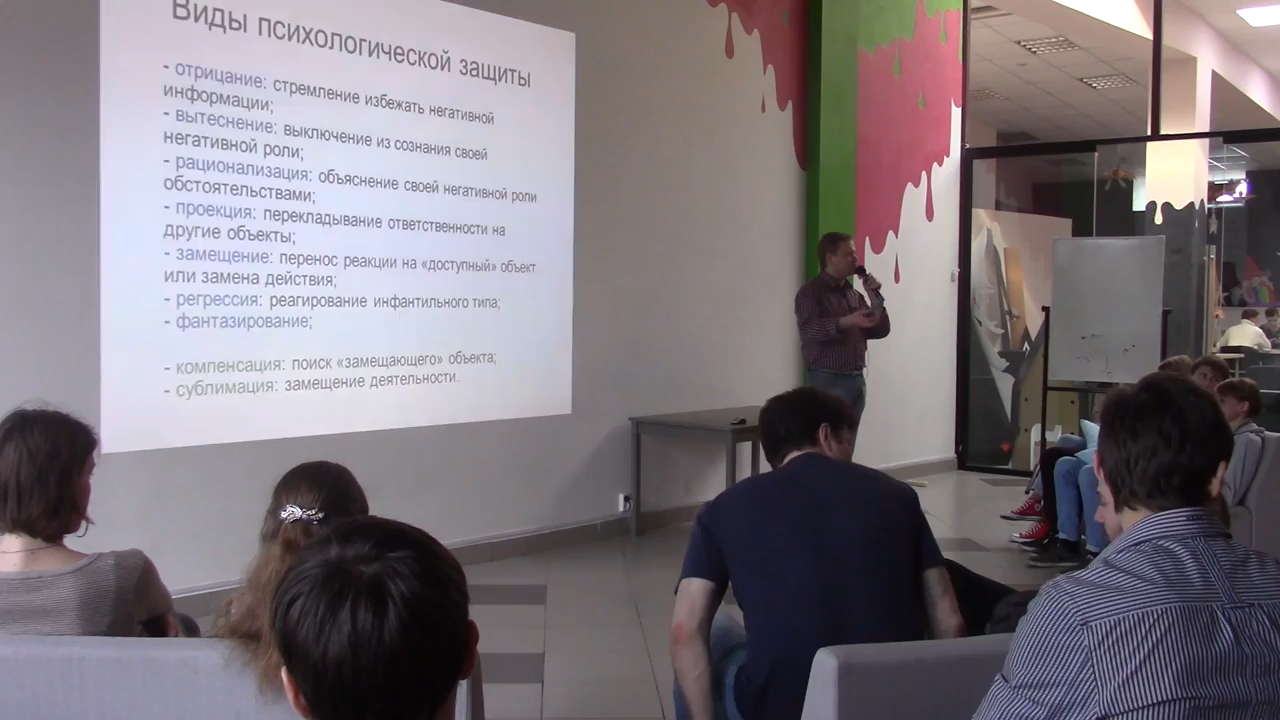 Виды психологической защиты
- отрицание: стремление избежать негативной
информации;
- вытеснение: выключение из сознания своей
негативной роли;
- рационализация: объяснение своей негативной роли
обстоятельствами;
- проекция: перекладывание ответственности на
другие объекты;
- замещение: перенос реакции на «доступный» объект
или замена действия;
- регрессия: реагирование инфантильного типа;
- фантазирование;
- компенсация: поиск «замещающего» объекта;
- сублимация: замещение деятельности.